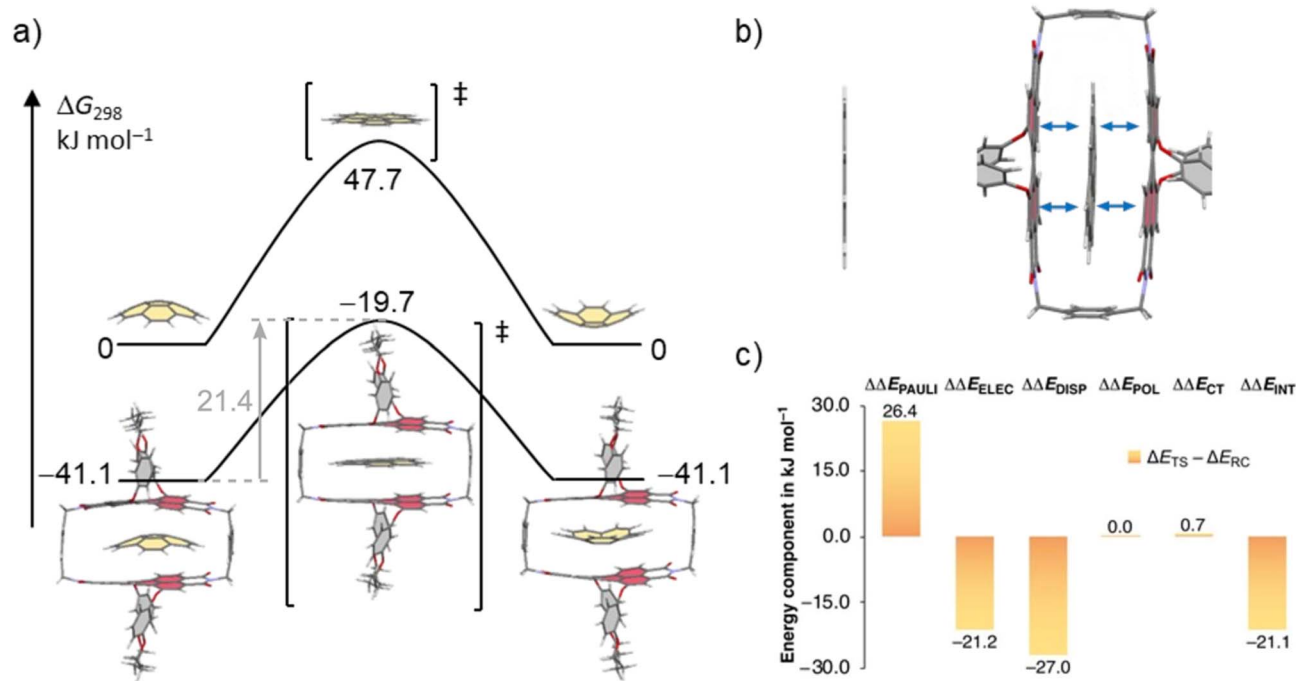 a)
ΔG298
kJ mol−1
‡
47.7
0
0
−19.7
‡
21.4
−41.1
−41.1
b)
c)
ΔΔEPAULI ΔΔEELEC ΔΔEDISP ΔΔEPOL ΔΔECT ΔΔEINT
Energy component in kJ mol−1
30.0
15.0
0.0
−15.0
−30.0
26.4
−21.2
−27.0
0.0
0.7
−21.1
ΔETS − ΔERC